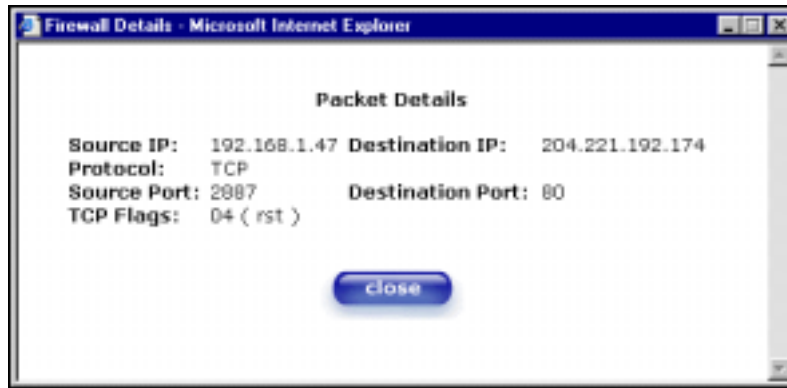 Firewall Details - Microsoft Internet Explorer
Packet Details
Source IP: 192.168.1.47 Destination IP: 204.221.192.174
Protocol: TCP
Source Port: 2887 Destination Port: 80
TCP Flags: 04 ( rst )
close